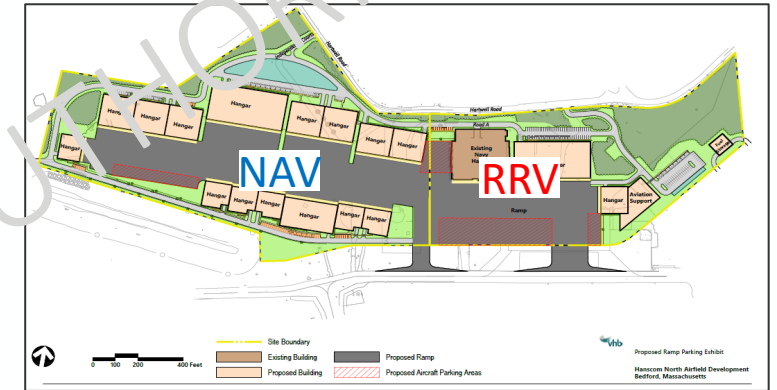 UTHOR
Hartwell Road
Hartwell Road
Road A
Hangar
Hangar
Hangar
Hangar
Hangar
Hangar
Hangar
Hangar
Hangar
Existing
Navy
NAV
RRV
Hangar
Hangar
Hangar
Hangar
Hangar
Hangar
Hangar
Aviation
Support
Ramp
vhb
Site Boundary
Existing Building
Proposed Building
Proposed Ramp
Proposed Aircraft Parking Areas
0 100 200 400 Feet
Proposed Ramp Parking Exhibit
Hanscom North Airfield Development
Bedford, Massachusetts